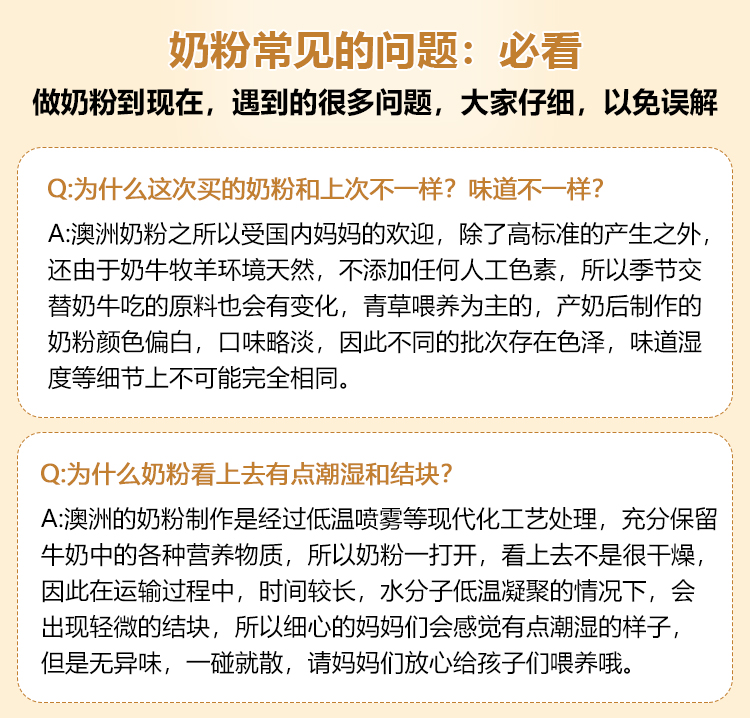 奶粉常见的问题：必看
做奶粉到现在，遇到的很多问题，大家仔细，以免误解
Q:为什么这次买的奶粉和上次不一样？味道不一样？
A:澳洲奶粉之所以受国内妈妈的欢迎，除了高标准的产生之外，
还由于奶牛牧羊环境天然，不添加任何人工色素，所以季节交
替奶牛吃的原料也会有变化，青草喂养为主的，产奶后制作的
奶粉颜色偏白，口味略淡，因此不同的批次存在色泽，味道湿
度等细节上不可能完全相同。
Q:为什么奶粉看上去有点潮湿和结块？
A:澳洲的奶粉制作是经过低温喷雾等现代化工艺处理，充分保留
牛奶中的各种营养物质，所以奶粉一打开，看上去不是很干燥，
因此在运输过程中，时间较长，水分子低温凝聚的情况下，会
出现轻微的结块，所以细心的妈妈们会感觉有点潮湿的样子，
但是无异味，一碰就散，请妈妈们放心给孩子们喂养哦。